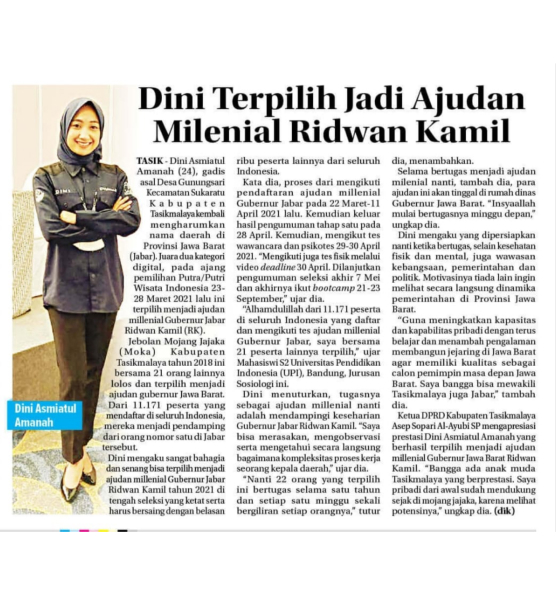 Dini Terpilih Jadi Ajudan
Milenial Ridwan Kamil
DINI
Dini Asmiatul
Amanah
TASIK - Dini Asmiatul
Amanah (24), gadis
asal Desa Gunungsari
Kecamatan Sukaratu
Kabupaten
Tasikmalaya kembali
mengharumkan
nama daerah di
Provinsi Jawa Barat
(Jabar). Juara dua kategori
digital, pada ajang
pemilihan Putra/Putri
Wisata Indonesia 23-
28 Maret 2021 lalu ini
terpilih menjadi ajudan
millenial Gubernur Jabar
Ridwan Kamil (RK).
Jebolan Mojang Jajaka
(Moka) Kabupaten
Tasikmalaya tahun 2018 ini
bersama 21 orang lainnya
lolos dan terpilih menjadi
ajudan gubernur Jawa Barat.
Dari 11.171 peserta yang
mendaftar di seluruh Indonesia,
mereka menjadi pendamping
dari orang nomor satu di Jabar
tersebut.
Dini mengaku sangat bahagia
dan senang bisa terpilih menjadi
ajudan millenial Gubernur Jabar
Ridwan Kamil tahun 2021 di
tengah seleksi yang ketat serta
harus bersaing dengan belasan
ribu peserta lainnya dari seluruh
Indonesia.
Kata dia, proses dari mengikuti
pendaftaran ajudan millenial
Gubernur Jabar pada 22 Maret-11
April 2021 lalu. Kemudian keluar
hasil pengumuman tahap satu pada
28 April. Kemudian, mengikut tes
wawancara dan psikotes 29-30 April
2021. "Mengikuti juga tes fisik melalui
video deadline 30 April. Dilanjutkan
pengumuman seleksi akhir 7 Mei
dan akhirnya ikut bootcamp 21-23
September," ujar dia.
"Alhamdulillah dari 11.171 peserta
di seluruh Indonesia yang daftar
dan mengikuti tes ajudan millenial
Gubernur Jabar, saya bersama
21 peserta lainnya terpilih," ujar
Mahasiswi S2 Universitas Pendidikan
Indonesia (UPI), Bandung, Jurusan
Sosiologi ini.
Dini menuturkan, tugasnya
sebagai ajudan millenial nanti
adalah mendampingi keseharian
Gubernur Jabar Ridwan Kamil. "Saya
bisa merasakan, mengobservasi
serta mengetahui secara langsung
bagaimana kompleksitas proses kerja
seorang kepala daerah," ujar dia.
"Nanti 22 orang yang terpilih
ini bertugas selama satu tahun
dan setiap satu minggu sekali
bergiliran setiap orangnya," tutur
dia, menambahkan.
Selama bertugas menjadi ajudan
milenial nanti, tambah dia, para
ajudan ini akan tinggal di rumah dinas
Gubernur Jawa Barat. "Insyaallah
mulai bertugasnya minggu depan,"
ungkap dia.
Dini mengaku yang dipersiapkan
nanti ketika bertugas, selain kesehatan
fisik dan mental, juga wawasan
kebangsaan, pemerintahan dan
politik. Motivasinya tiada lain ingin
melihat secara langsung dinamika
pemerintahan di Provinsi Jawa
Barat.
"Guna meningkatkan kapasitas
dan kapabilitas pribadi dengan terus
belajar dan menambah pengalaman
membangun jejaring di Jawa Barat
agar memiliki kualitas sebagai
calon pemimpin masa depan Jawa
Barat. Saya bangga bisa mewakili
Tasikmalaya juga Jabar," tambah
dia.
Ketua DPRD Kabupaten Tasikmalaya
Asep Sopari Al-Ayubi SP mengapresiasi
prestasi Dini Asmiatul Amanah yang
berhasil terpilih menjadi ajudan
millenial Gubernur Jawa Barat Ridwan
Kamil. "Bangga ada anak muda
Tasikmalaya yang berprestasi. Saya
pribadi dari awal sudah mendukung
sejak di mojang jajaka, karena melihat
potensinya," ungkap dia. (dik)